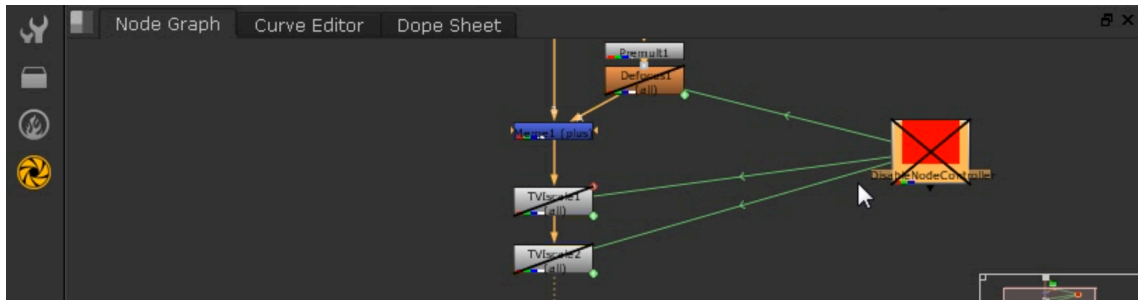 Node Graph
Curve Editor
Dope Sheet
Premult1
Defocus1
(all)
Merge1 (plus)
TVIscale1
(all)
TVIscale2
(all)
DisableNodeController